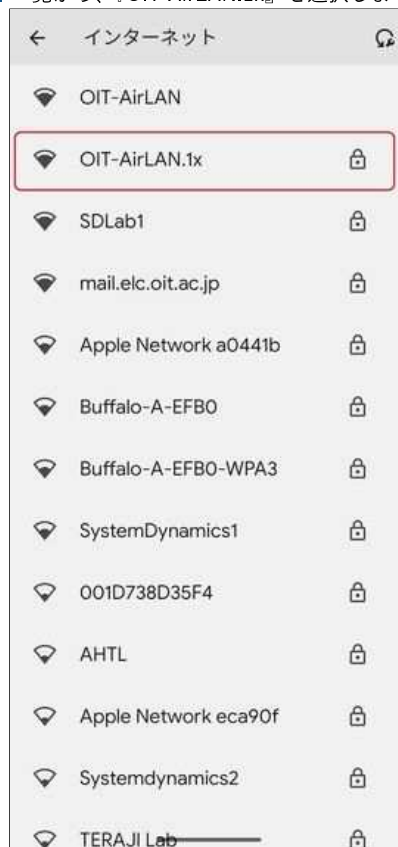 インターネット
OIT-AirLAN
OIT-AirLAN.1x
SDLab1
mail.elc.oit.ac.jp
Apple Network a0441b
Buffalo-A-EFB0
Buffalo-A-EFB0-WPA3
SystemDynamics1
001D738D35F4
AHTL
Apple Network eca90f
Systemdynamics2
TERAJI Lab